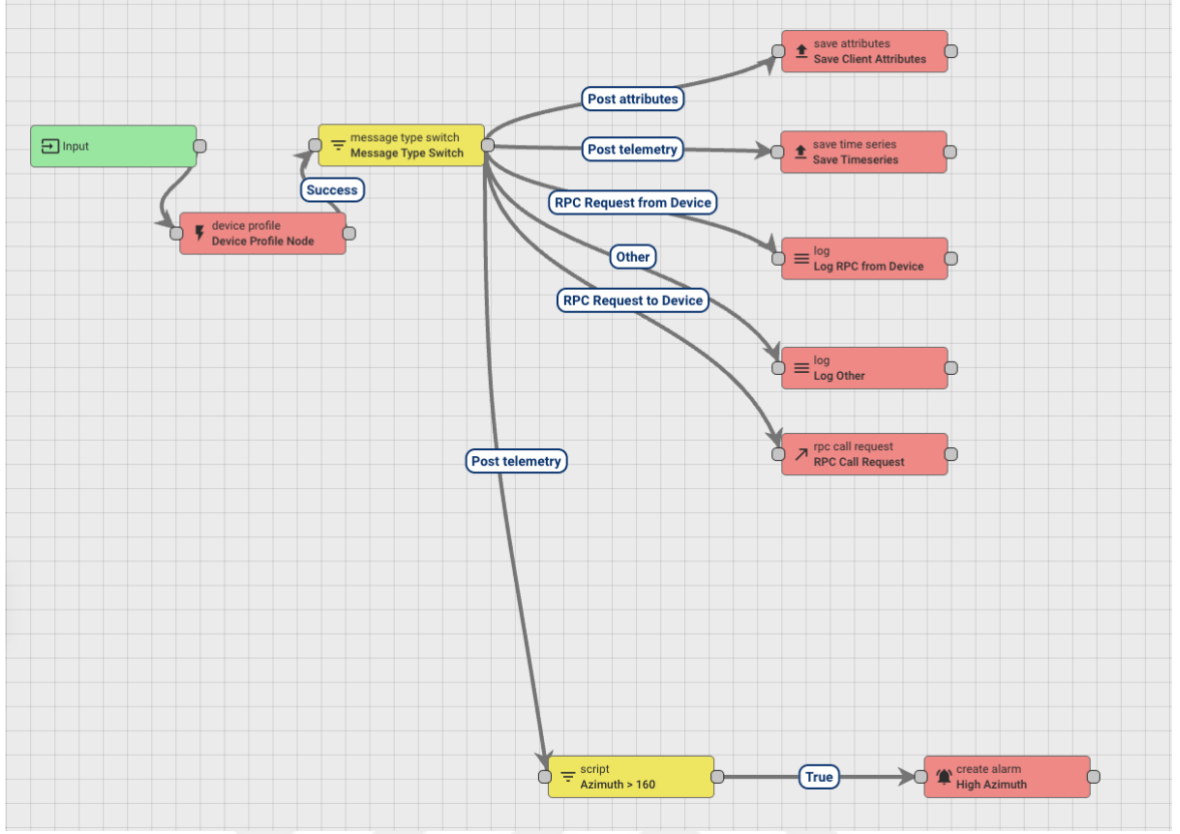 save attributes
Save Client Attributes
Post attributes
Input
message type switch
Message Type Switch
Post telemetry
save time series
Save Timeseries
Success
RPC Request from Device
device profile
Device Profile Node
log
Log RPC from Device
Other
RPC Request to Device
log
Log Other
rpc call request
RPC Call Request
Post telemetry
script
Azimuth > 160
True
create alarm
High Azimuth